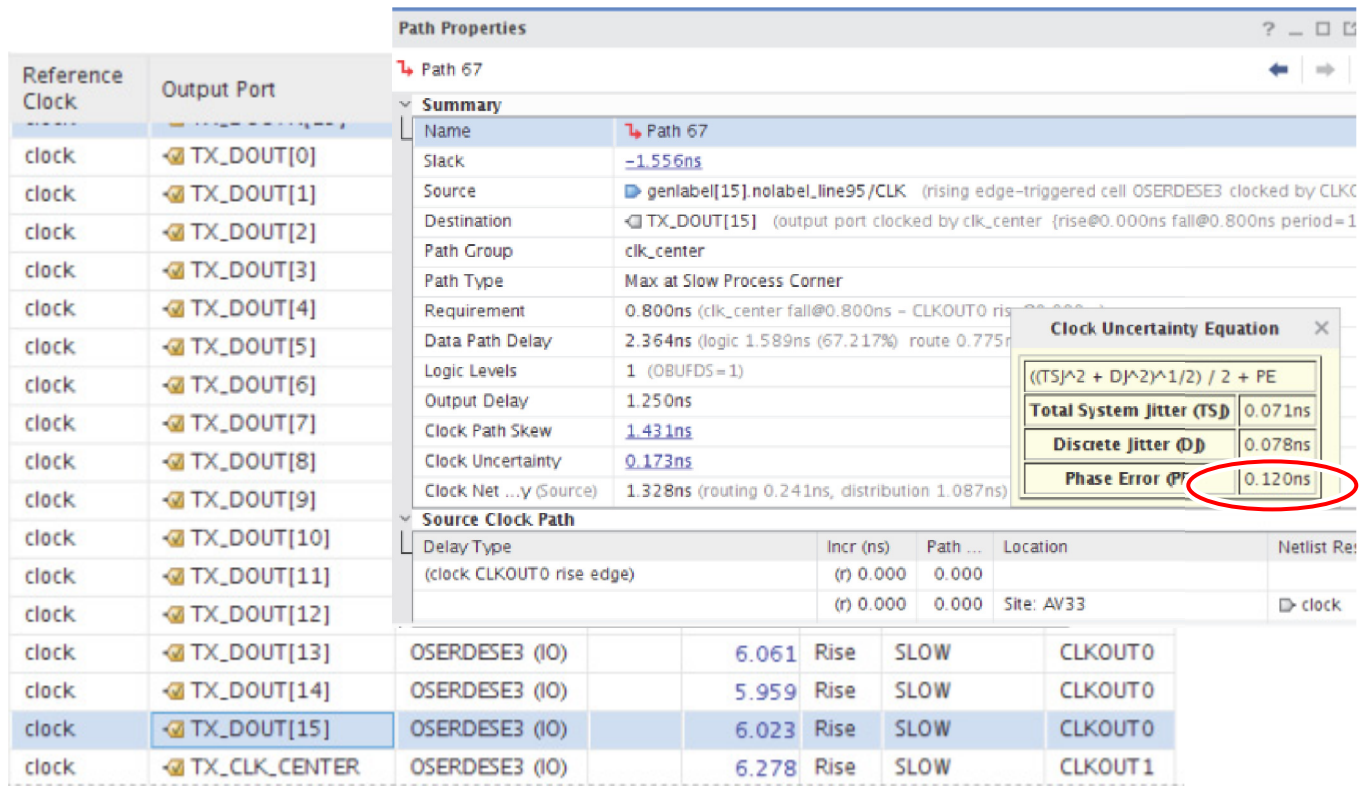 Path Properties
Path 67
Reference Clock Output Port
Summary
Name Path 67
Slack -1.556ns
Source genlabel[15].nolabel_line95/CLK (rising edge-triggered cell OSERDESE3 clocked by
Destination TX_DOUT[15] (output port clocked by clk_center {rise@0.000ns fall@0.800ns
Path Group clk_center
Path Type Max at Slow Process Corner
Requirement 0.800ns (clk_center fall@0.800ns - CLKOUT0
Data Path Delay 2.364ns (logic 1.589ns (67.217%) route
Logic Levels 1 (OBUFDS=1)
Output Delay 1.250ns
Clock Path Skew 1.431ns
Clock Uncertainty 0.173ns
Clock Net ...y (Source) 1.328ns (routing 0.241ns, distribution 1.087ns)
Clock Uncertainty Equation
((TSJ^2 + DJ^2)^1/2) / 2 + PE
Total System Jitter (TSJ) 0.071ns
Discrete Jitter (DJ) 0.078ns
Phase Error 0.120ns
Source Clock Path
Delay Type Incr (ns) Path ... Location Netlist
(clock CLKOUT0 rise edge) (r) 0.000 0.000
(r) 0.000 0.000 Site: AV33 clock
clock TX_DOUT[0]
clock TX_DOUT[1]
clock TX_DOUT[2]
clock TX_DOUT[3]
clock TX_DOUT[4]
clock TX_DOUT[5]
clock TX_DOUT[6]
clock TX_DOUT[7]
clock TX_DOUT[8]
clock TX_DOUT[9]
clock TX_DOUT[10]
clock TX_DOUT[11]
clock TX_DOUT[12]
clock TX_DOUT[13] OSERDESE3 (IO) 6.061 Rise SLOW CLKOUT0
clock TX_DOUT[14] OSERDESE3 (IO) 5.959 Rise SLOW CLKOUT0
clock TX_DOUT[15] OSERDESE3 (IO) 6.023 Rise SLOW CLKOUT0
clock TX_CLK_CENTER OSERDESE3 (IO) 6.278 Rise SLOW CLKOUT1